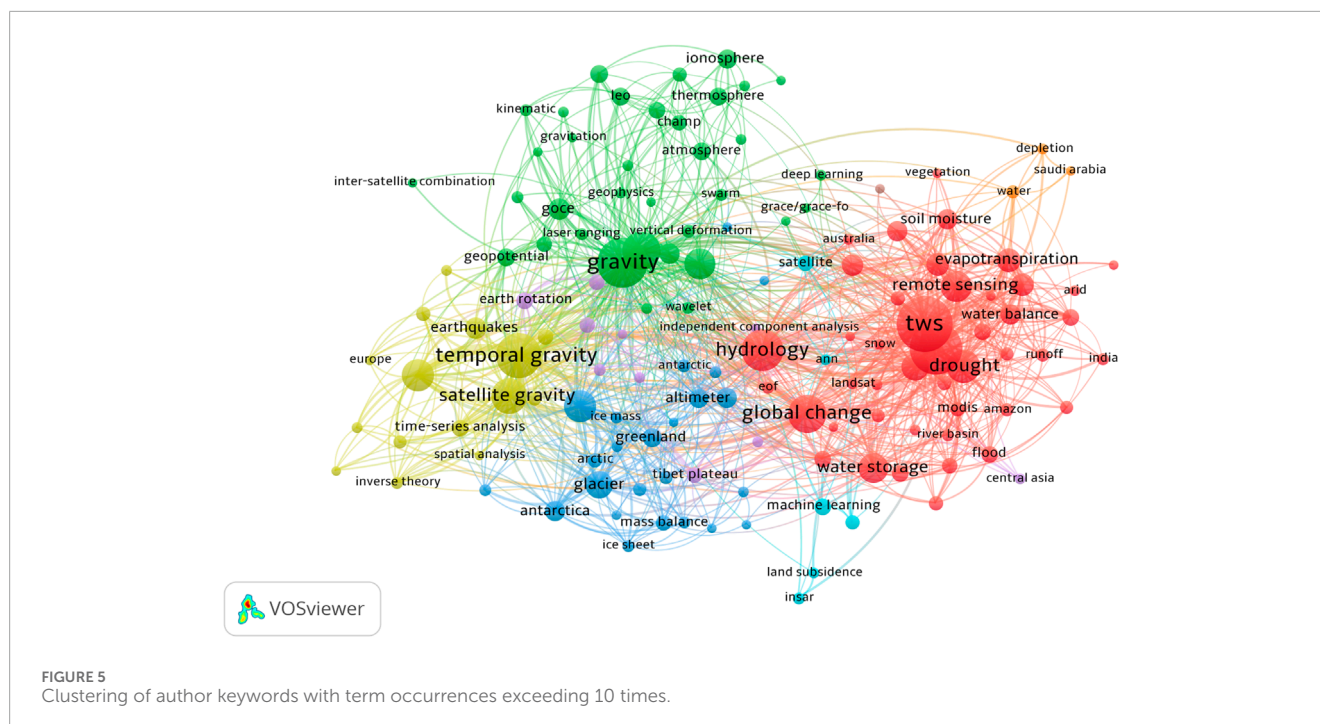 ionosphere
leo
thermosphere
kinematic
champ
gravitation
atmosphere
depletion
saudi arabia
inter-satellite combination
deep learning
vegetation
geophysics
swarm
water
goce
grace/grace-fo
soil moisture
laser ranging
vertical deformation
australia
geopotential
gravity
satellite
evapotranspiration
remote sensing
arid
earth rotation
wavelet
water balance
earthquakes
independent component analysis
tws
snow
europe
temporal gravity
hydrology
ann
runoff
india
antarctic
drought
satellite gravity
altimeter
eof
landsat
ice mass
global change
modis
amazon
time-series analysis
greenland
river basin
spatial analysis
arctic
flood
tibet plateau
water storage
inverse theory
glacier
central asia
antarctica
mass balance
machine learning
ice sheet
land subsidence
insar
VOSviewer
FIGURE 5
Clustering of author keywords with term occurrences exceeding 10 times.